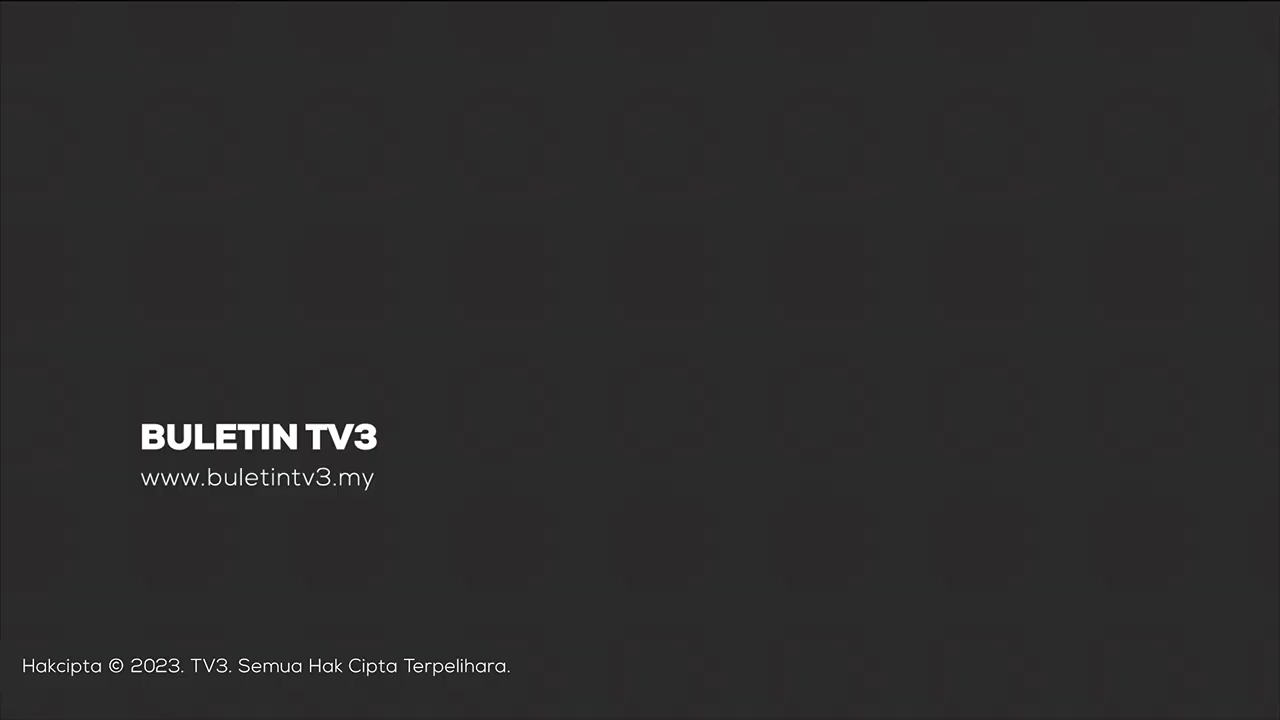 BULETIN TV3
www.buletintv3.my
Hakcipta © 2023. TV3. Semua Hak Cipta Terpelihara.